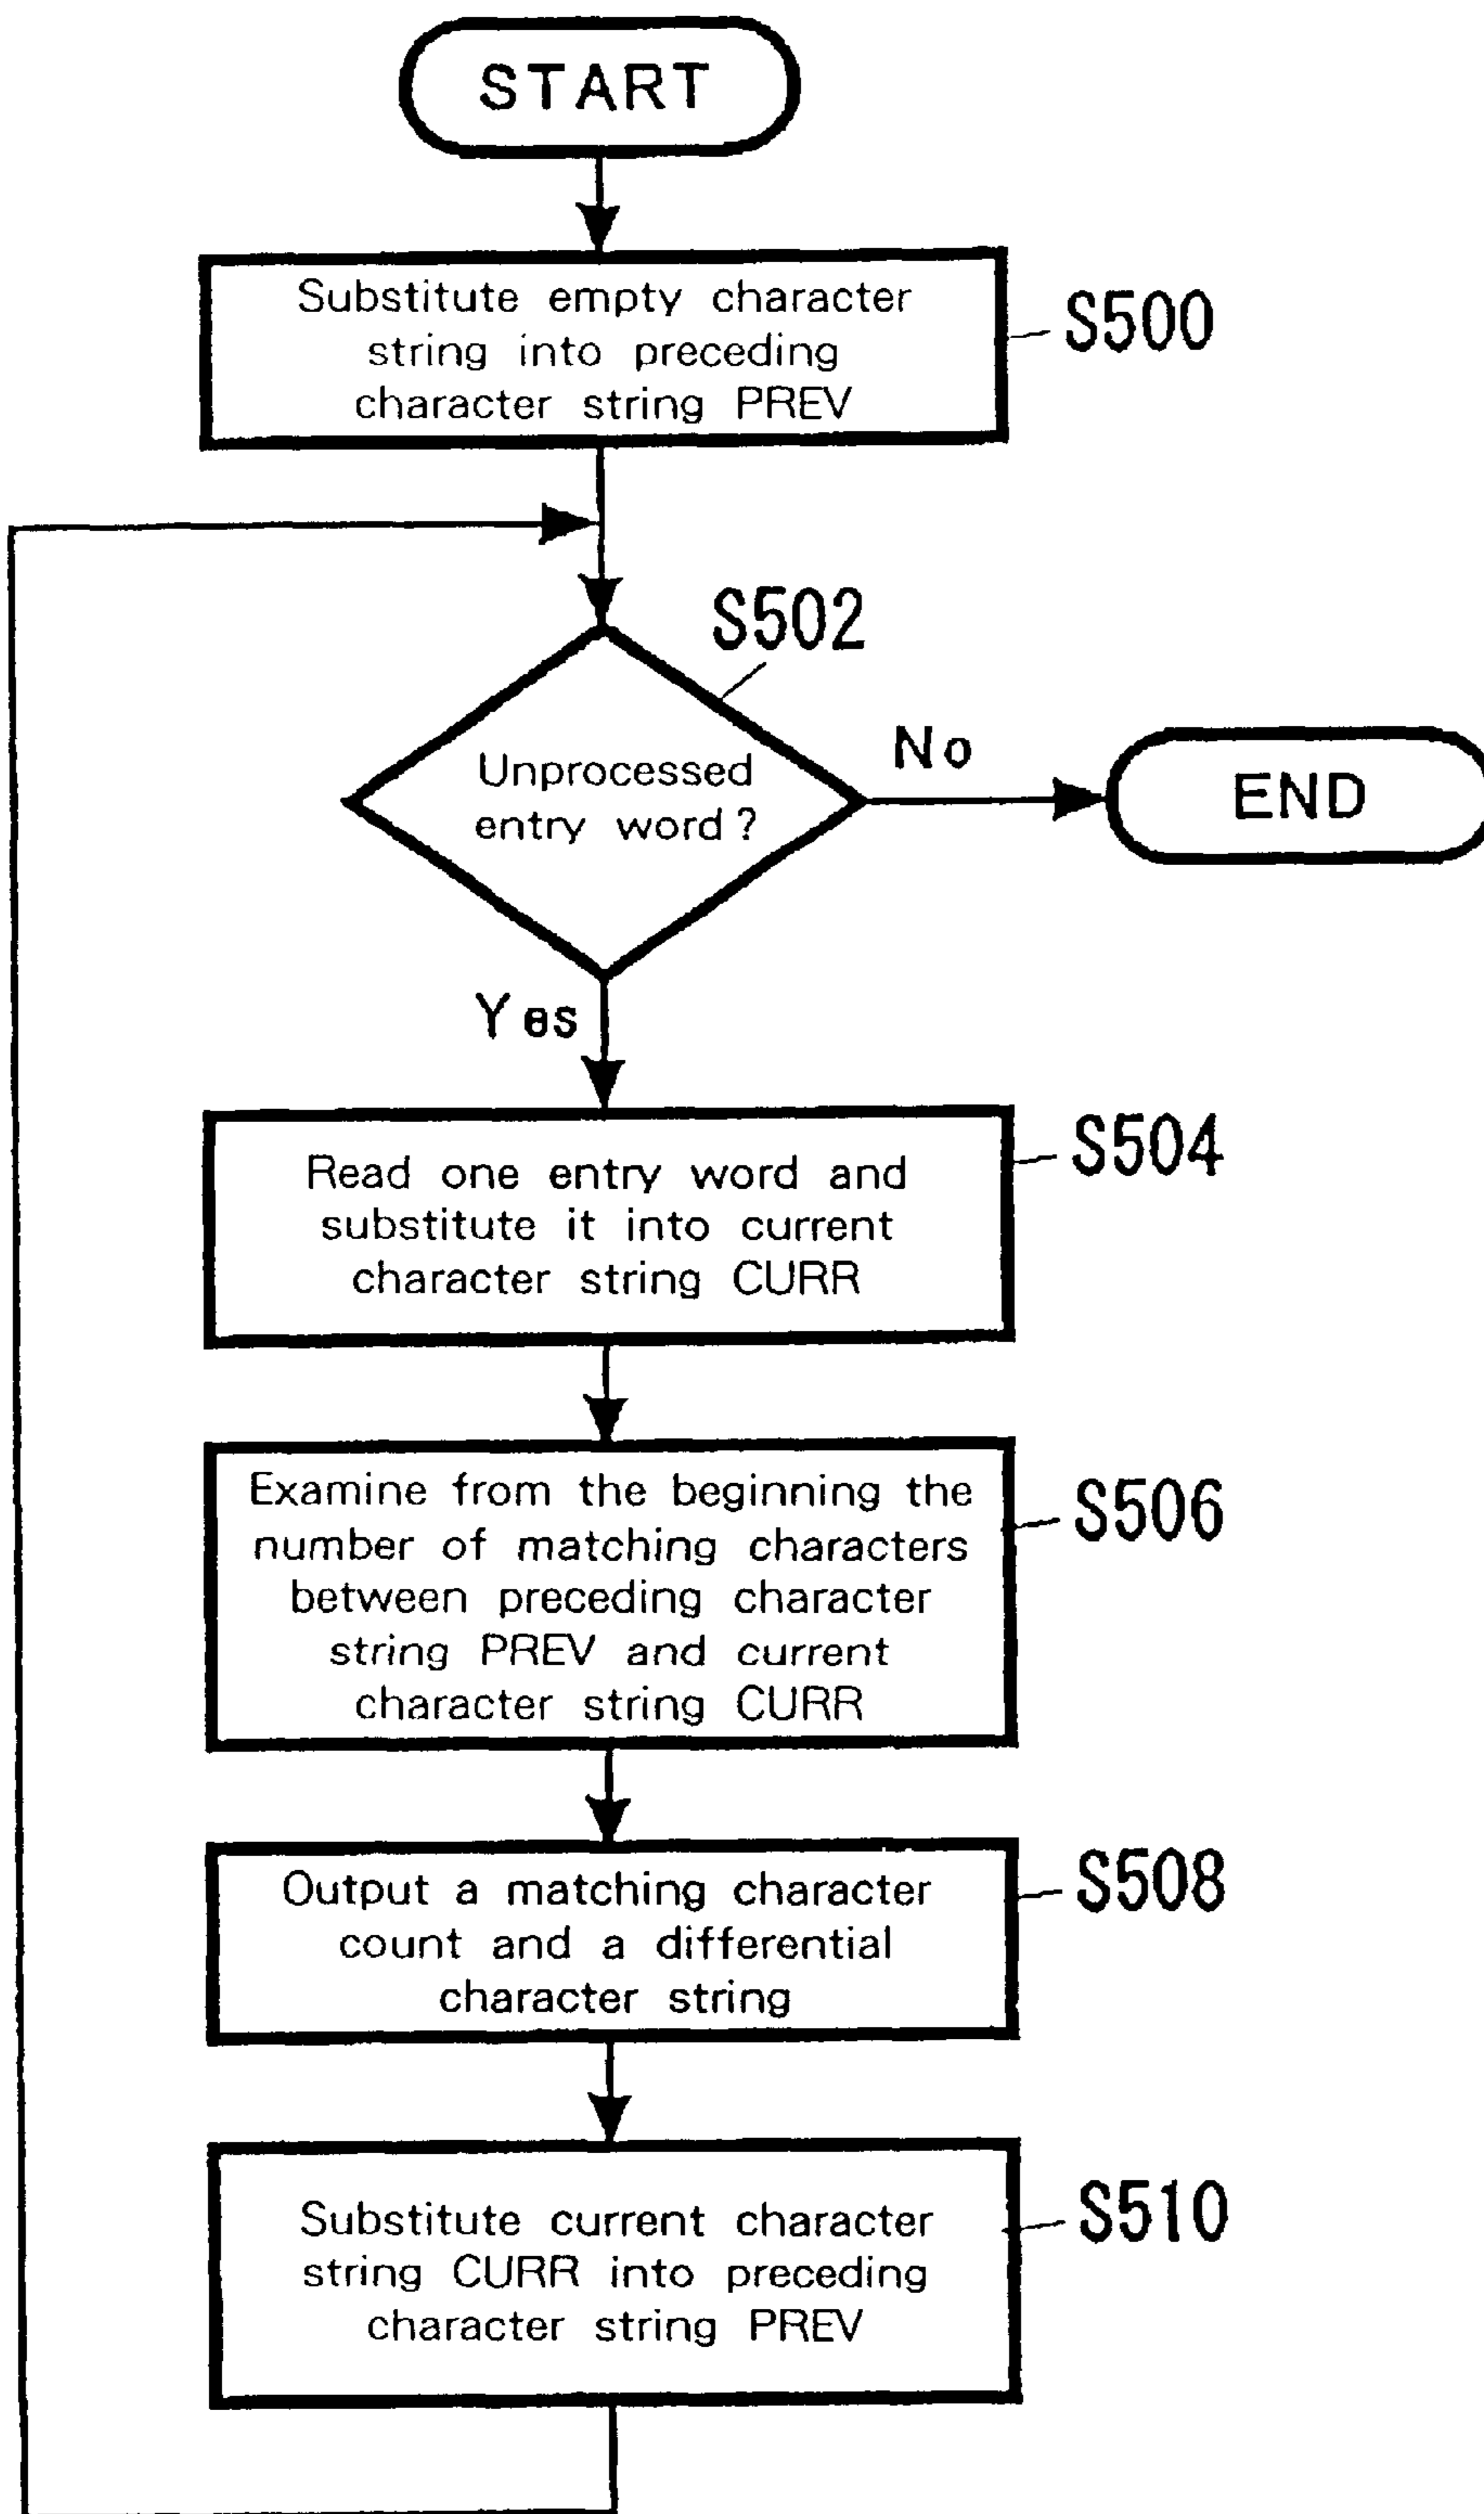 START
Substitute empty character
string into preceding
character string PREV
S500
S502
Unprocessed
entry word?
No
END
Yes
Read one entry word and
substitute it into current
character string CURR
S504
Examine from the beginning the
number of matching characters
between preceding character
string PREV and current
character string CURR
S506
Output a matching character
count and a differential
character string
S508
Substitute current character
string CURR into preceding
character string PREV
S510